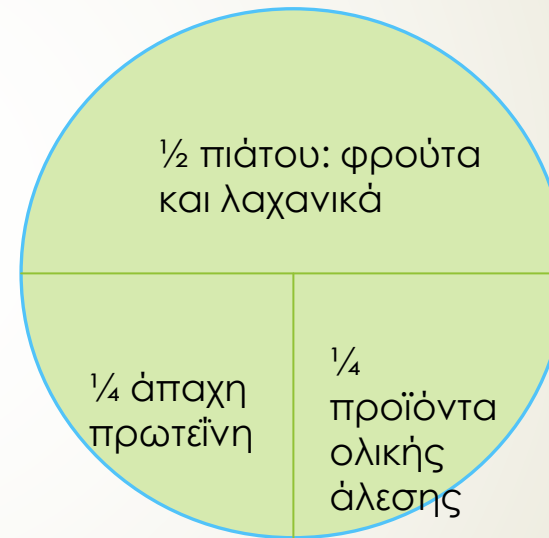 ½ πιάτου: φρούτα
και λαχανικά
¼ άπαχη
πρωτεΐνη
¼
προϊόντα
ολικής
άλεσης